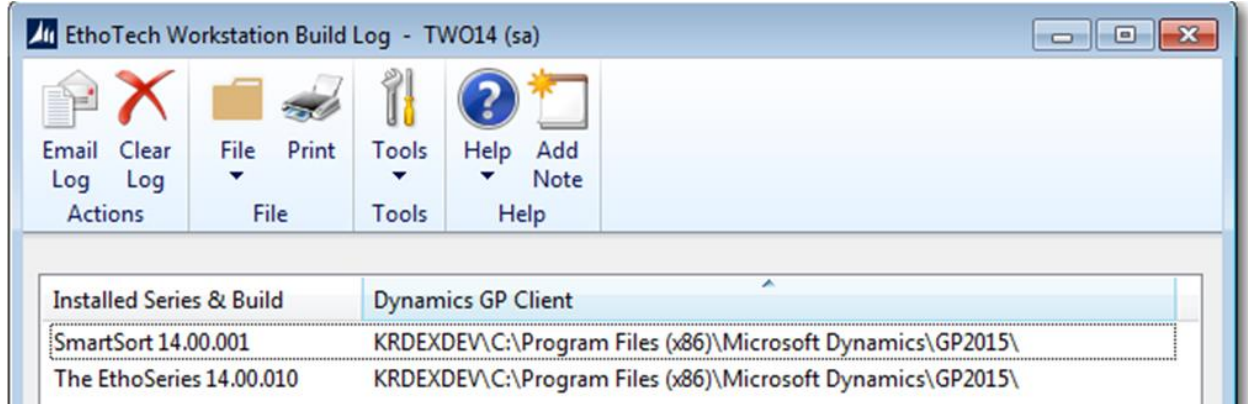 EthoTech Workstation Build Log - TWO14 (sa)
Email Log
Clear Log
File
Print
Tools
Help
Add Note
Actions
File
Tools
Help
Installed Series & Build Dynamics GP Client
SmartSort 14.00.001 KRDEXDEV\C:\Program Files (x86)\Microsoft Dynamics\GP2015\
The EthoSeries 14.00.010 KRDEXDEV\C:\Program Files (x86)\Microsoft Dynamics\GP2015\